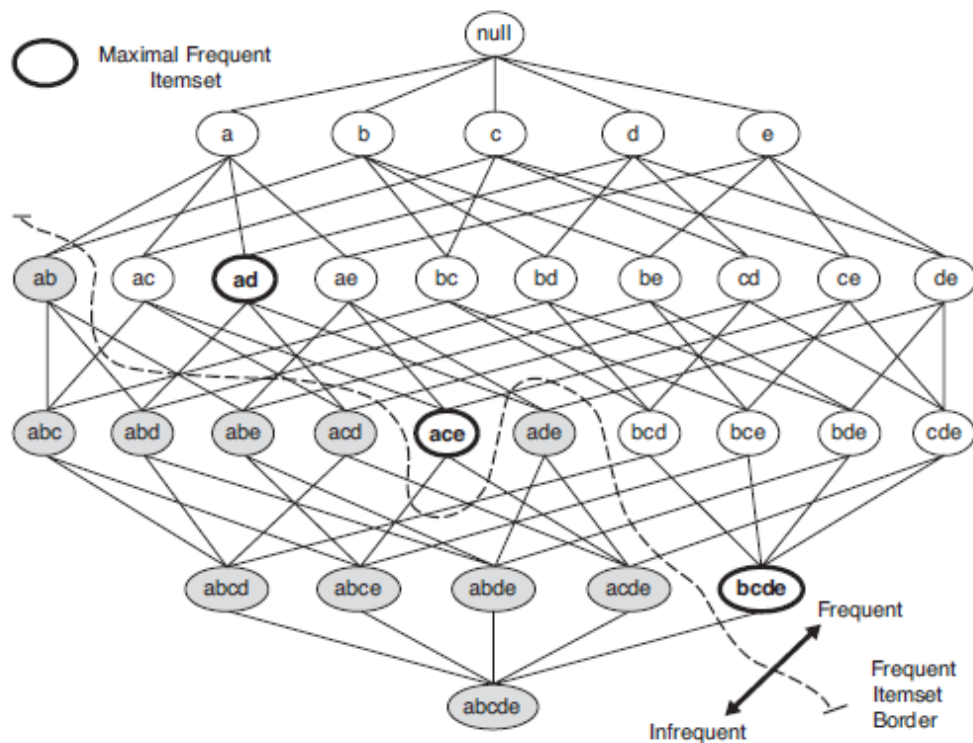 null
Maximal Frequent
Itemset
a b c d e
ab ac ad ae bc bd be cd ce de
abc abd abe acd ace ade bcd bce bde cde
abcd abce abde acde bcde
Frequent
Frequent
Itemset
Border
Infrequent
abcde